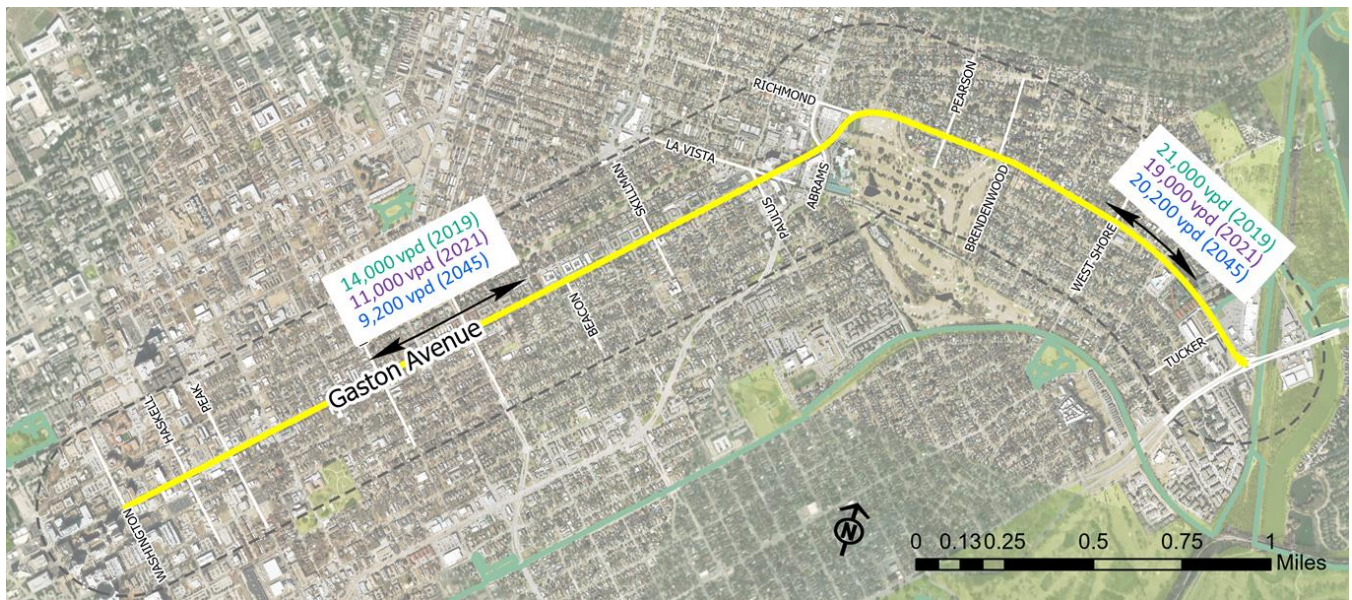 RICHMOND
PEARSON
LA VISTA
SKILLMAN
ABRAMS
PAULUS
BRENDENWOOD
WEST SHORE
21,000 vpd (2019)
19,000 vpd (2021)
20,200 vpd (2045)
14,000 vpd (2019)
11,000 vpd (2021)
9,200 vpd (2045)
BEACON
Gaston Avenue
TUCKER
PEAK
HASKELL
WASHINGTON
N
0 0.13 0.25 0.5 0.75 1
Miles